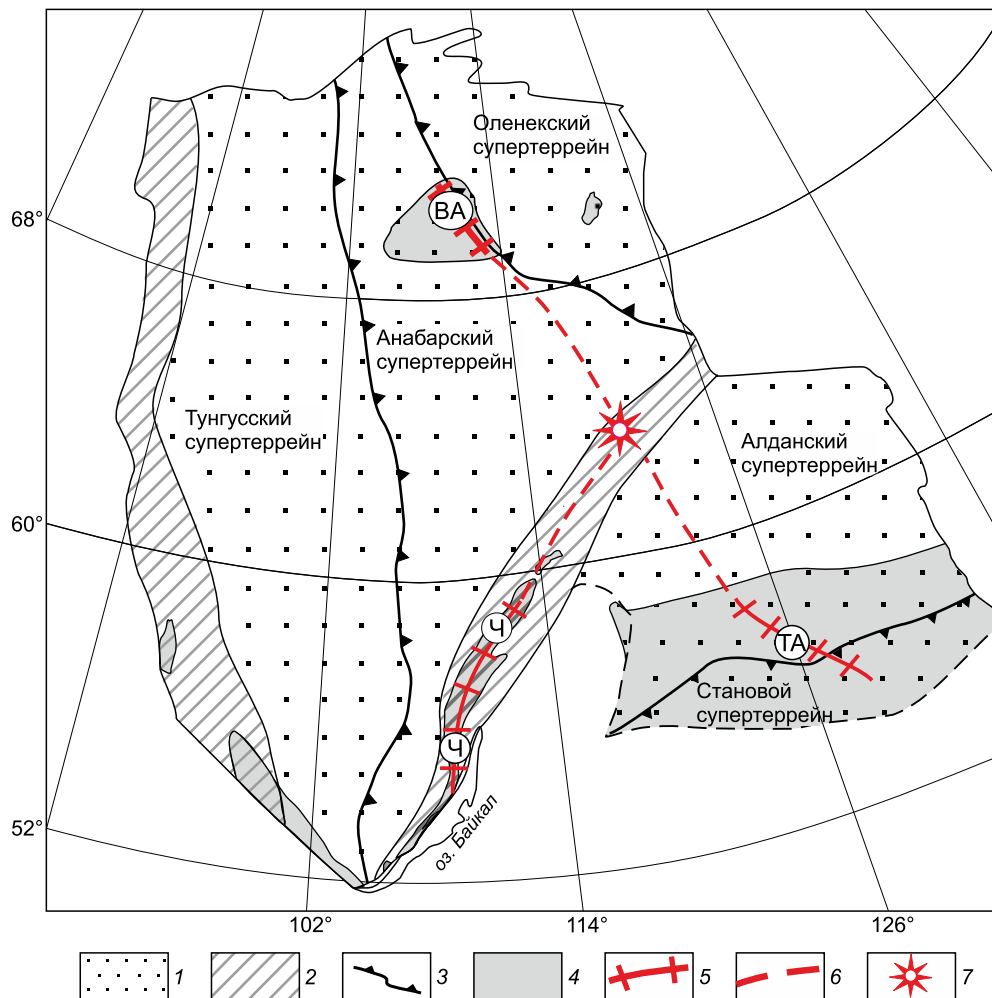 Оленекский
супертеррейн
ВА
68°
Анабарский
супертеррейн
Тунгусский
супертеррейн
Алданский
супертеррейн
60°
Ч
ТА
Становой
супертеррейн
Ч
оз. Байкал
52°
102°
114°
126°
1
2
3
4
5
6
7